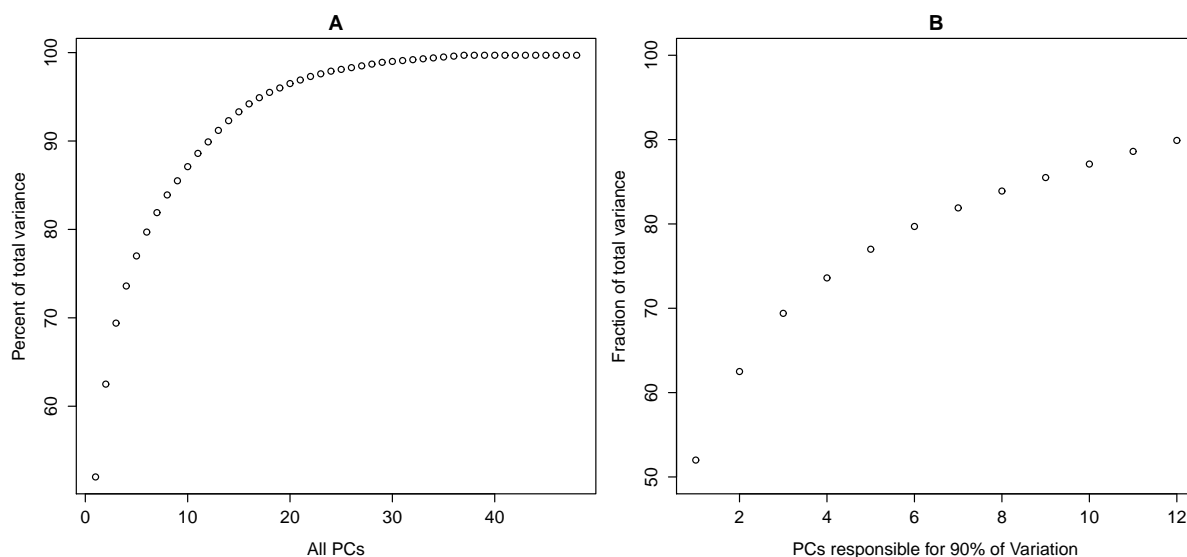 A
Percent of total variance
100
90
80
70
60
0 10 20 30 40
All PCs
B
Fraction of total variance
100
90
80
70
60
50
2 4 6 8 10 12
PCs responsible for 90% of Variation